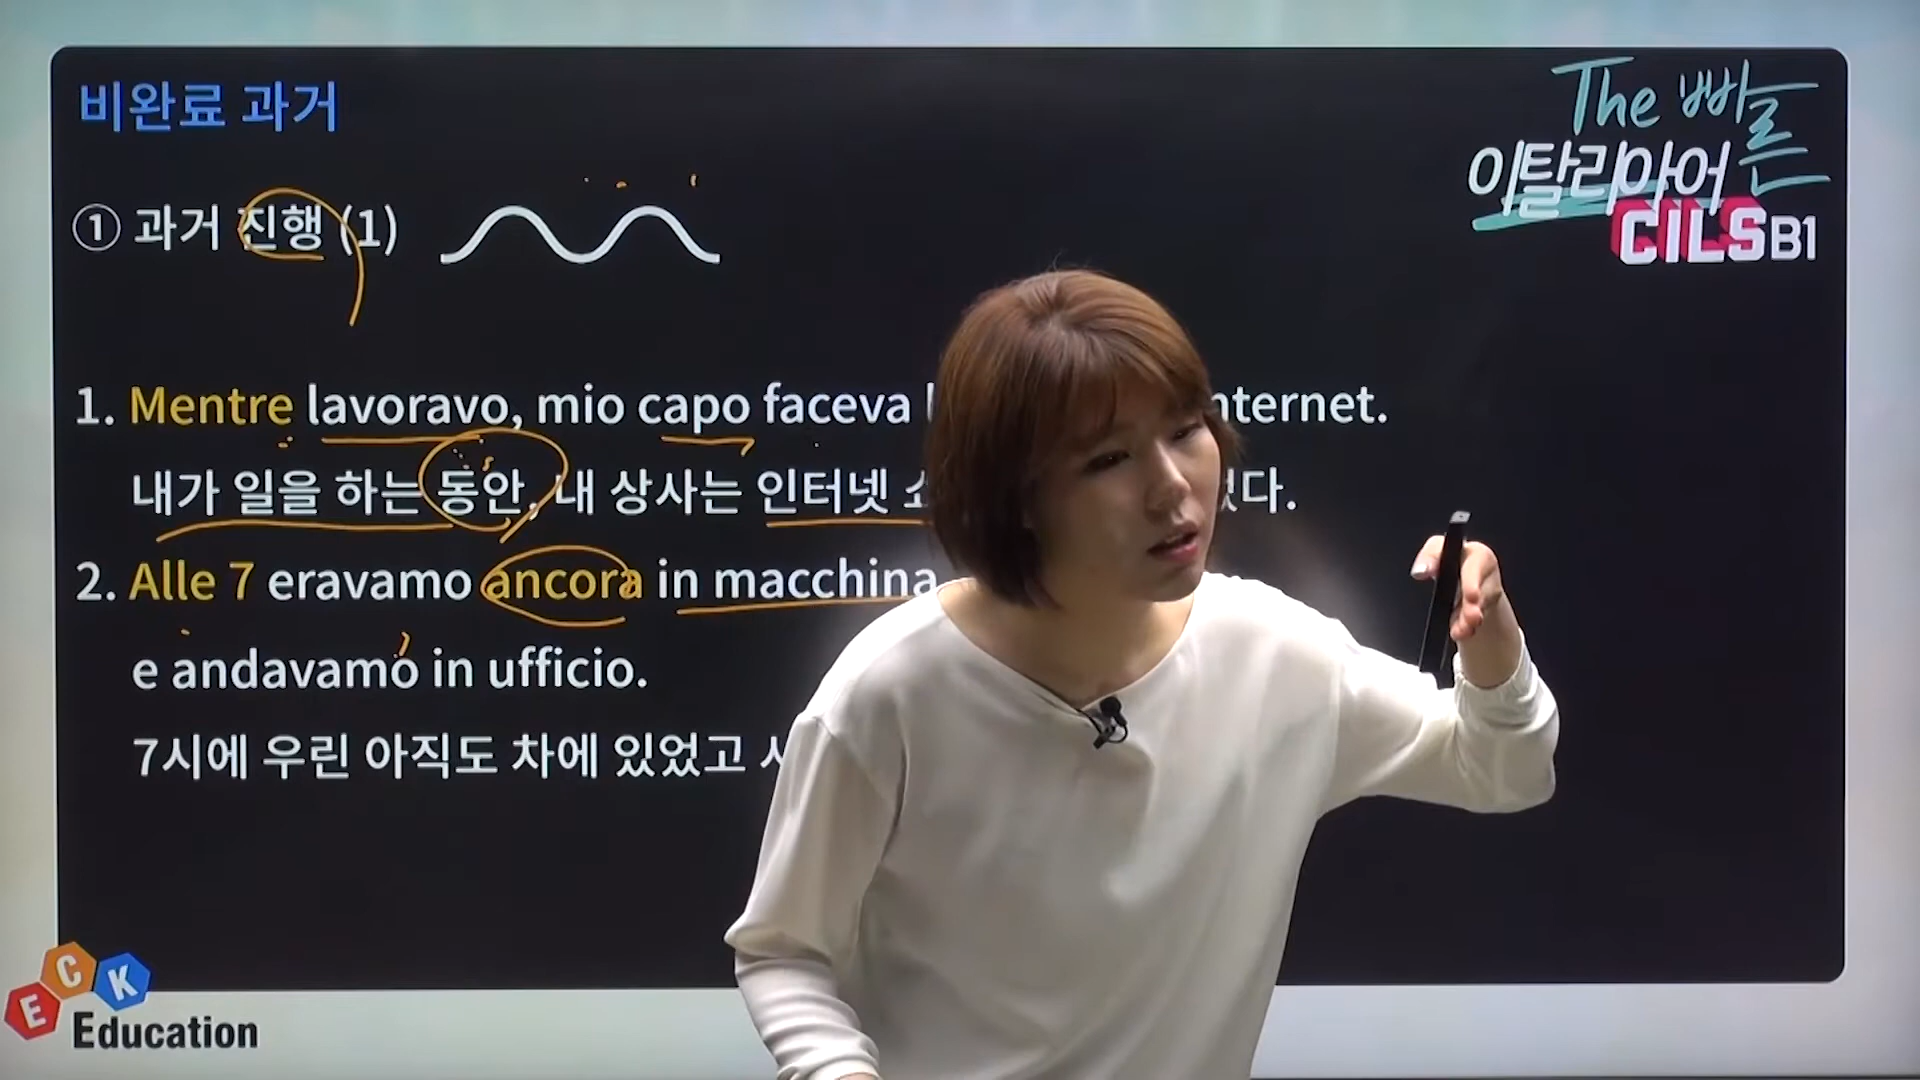 비완료 과거
The 빠른
이탈리아어
CILS B1
① 과거 진행 (1)
1. Mentre lavoravo, mio capo faceva
내가 일을 하는 동안, 내 상사는 인터넷
2. Alle 7 eravamo ancora in macchina
e andavamo in ufficio.
7시에 우린 아직도 차에 있었고
ECK
Education